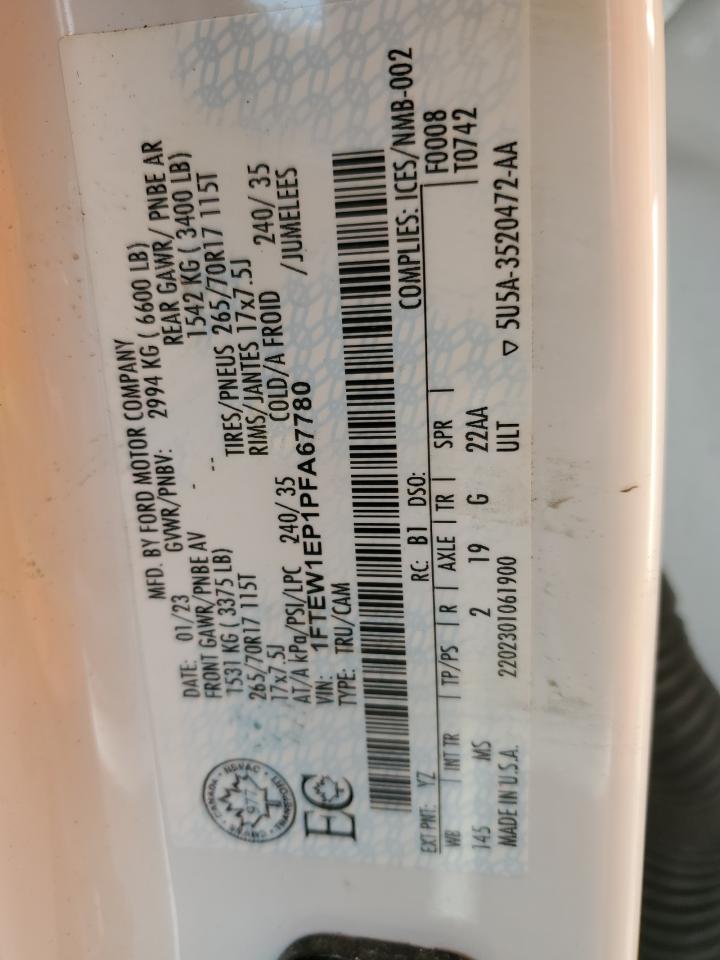 MFD. BY FORD MOTOR COMPANY
DATE: 01/23 GVWR/PNBV: 2994 KG ( 6600 LB)
FRONT GAWR/PNBE AV REAR GAWR/ PNBE AR
1531 KG ( 3375 LB) 1542 KG ( 3400 LB)
265/70R17 115T TIRES/PNEUS 265/70R17 115T
17x7.5J RIMS/JANTES 17x7.5J
AT/A kPa/PSI/LPC 240/ 35 COLD/A FROID 240/ 35
VIN: 1FTEW1EP1PFA67780 /JUMELEES
TYPE: TRU/CAM
EC
COMPLIES: ICES/NMB-002
EXT PNT: YZ RC: B1 DSO: F0008
WB INT TR TP/PS R AXLE TR SPR T0742
145 MS 2 19 G 22AA
MADE IN U.S.A. 2202301061900 ULT ▽ 5U5A-3520472-AA
CANADA
977